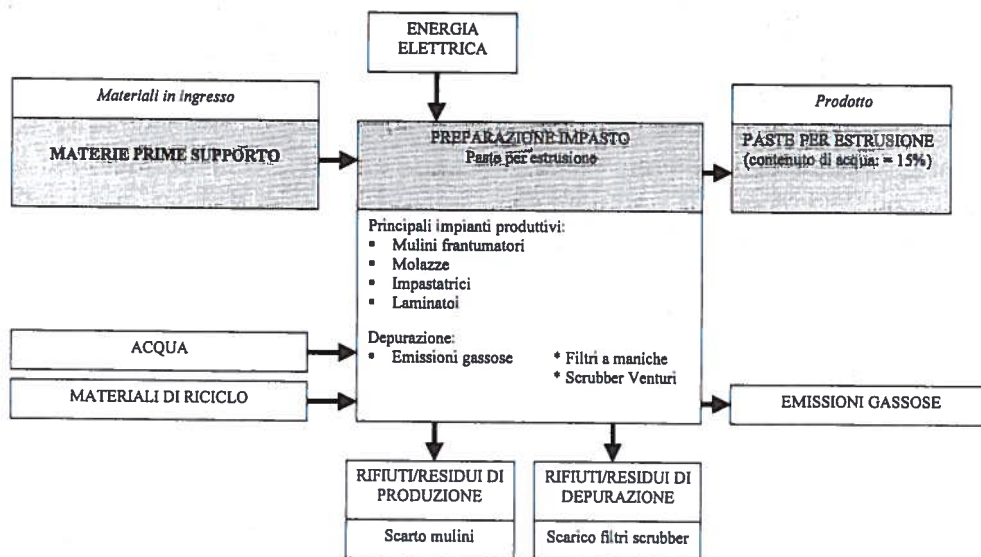 ENERGIA
ELETTRICA
Materiali in ingresso
MATERIE PRIME SUPPORTO
PREPARAZIONE IMPASTO
Paste per estrusione
Prodotto
PASTE PER ESTRUSIONE
(contenuto di acqua: = 15%)
Principali impianti produttivi:
▪ Mulini frantumatori
▪ Molazze
▪ Impastatrici
▪ Laminatoi
Depurazione:
▪ Emissioni gassose * Filtri a maniche
* Scrubber Venturi
ACQUA
MATERIALI DI RICICLO
EMISSIONI GASSOSE
RIFIUTI/RESIDUI DI
PRODUZIONE
Scarto mulini
RIFIUTI/RESIDUI DI
DEPURAZIONE
Scarico filtri scrubber